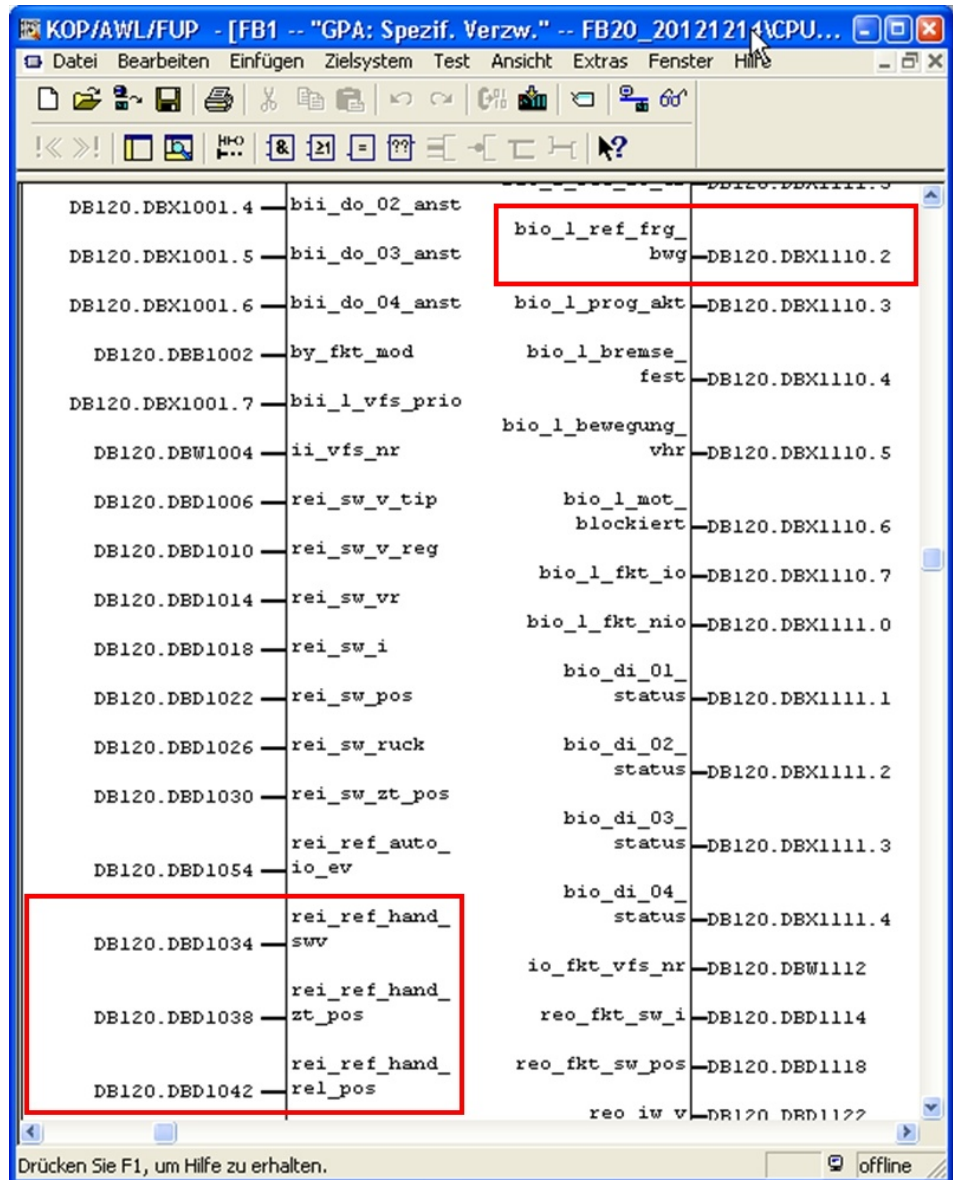 KOP/AWL/FUP - [FB1 -- "GPA: Spezif. Verzw." -- FB20_20121214\CPU...
Datei Bearbeiten Einfügen Zielsystem Test Ansicht Extras Fenster Hilfe
DB120.DBX1001.4 bii_do_02_anst
DB120.DBX1001.5 bii_do_03_anst
DB120.DBX1001.6 bii_do_04_anst
DB120.DBB1002 by_fkt_mod
DB120.DBX1001.7 bii_l_vfs_prio
DB120.DBW1004 ii_vfs_nr
DB120.DBD1006 rei_sw_v_tip
DB120.DBD1010 rei_sw_v_reg
DB120.DBD1014 rei_sw_vr
DB120.DBD1018 rei_sw_i
DB120.DBD1022 rei_sw_pos
DB120.DBD1026 rei_sw_ruck
DB120.DBD1030 rei_sw_zt_pos
rei_ref_auto_
DB120.DBD1054 io_ev
rei_ref_hand_
DB120.DBD1034 swv
rei_ref_hand_
DB120.DBD1038 zt_pos
rei_ref_hand_
DB120.DBD1042 rel_pos
bio_l_ref_frg_
bwg DB120.DBX1110.2
bio_l_prog_akt DB120.DBX1110.3
bio_l_bremse_
fest DB120.DBX1110.4
bio_l_bewegung_
vhr DB120.DBX1110.5
bio_l_mot_
blockiert DB120.DBX1110.6
bio_l_fkt_io DB120.DBX1110.7
bio_l_fkt_nio DB120.DBX1111.0
bio_di_01_
status DB120.DBX1111.1
bio_di_02_
status DB120.DBX1111.2
bio_di_03_
status DB120.DBX1111.3
bio_di_04_
status DB120.DBX1111.4
io_fkt_vfs_nr DB120.DBW1112
reo_fkt_sw_i DB120.DBD1114
reo_fkt_sw_pos DB120.DBD1118
reo_iw_v DB120.DBD1122
Drücken Sie F1, um Hilfe zu erhalten.
offline